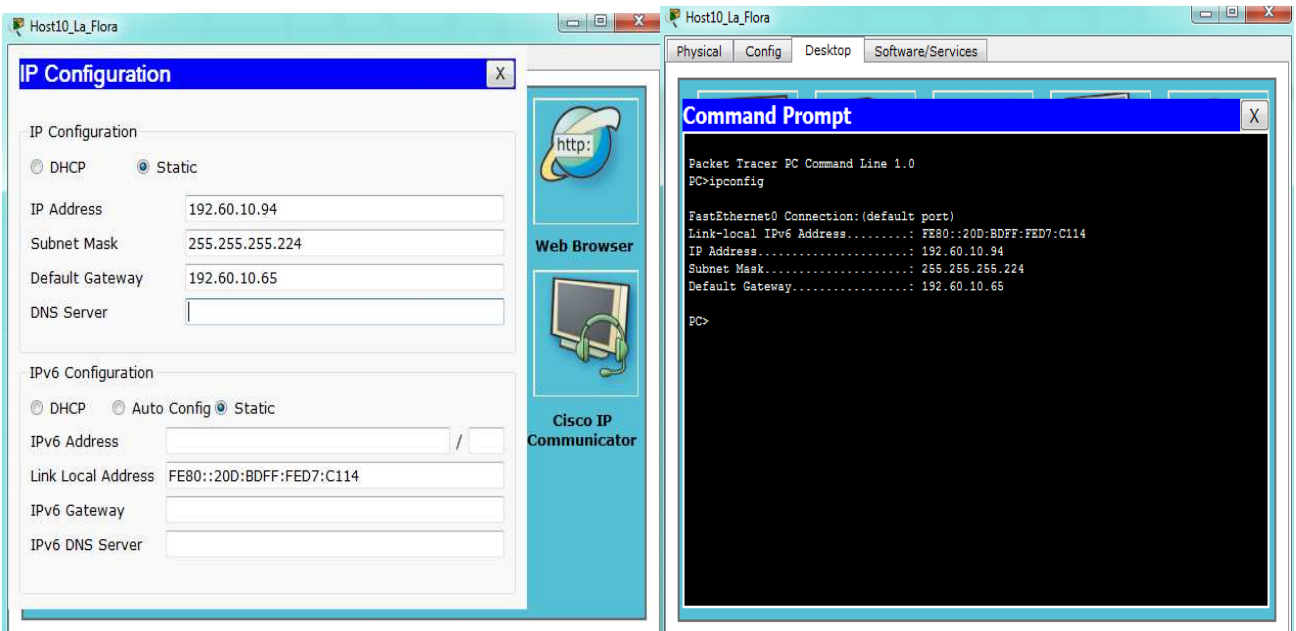 Host10_La_Flora
IP Configuration
X
IP Configuration
DHCP Static
IP Address 192.60.10.94
Subnet Mask 255.255.255.224
Default Gateway 192.60.10.65
DNS Server
IPv6 Configuration
DHCP Auto Config Static
IPv6 Address /
Link Local Address FE80::20D:BDFF:FED7:C114
IPv6 Gateway
IPv6 DNS Server
http:
Web Browser
Cisco IP
Communicator
Host10_La_Flora
Physical Config Desktop Software/Services
Command Prompt
X
Packet Tracer PC Command Line 1.0
PC>ipconfig
FastEthernet0 Connection:(default port)
Link-local IPv6 Address.........: FE80::20D:BDFF:FED7:C114
IP Address......................: 192.60.10.94
Subnet Mask.....................: 255.255.255.224
Default Gateway.................: 192.60.10.65
PC>